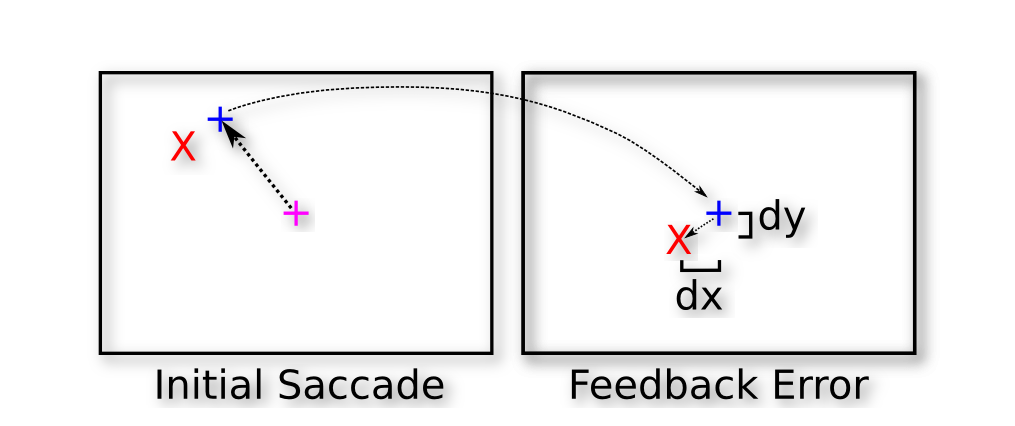 X
X
dy
dx
Initial Saccade
Feedback Error